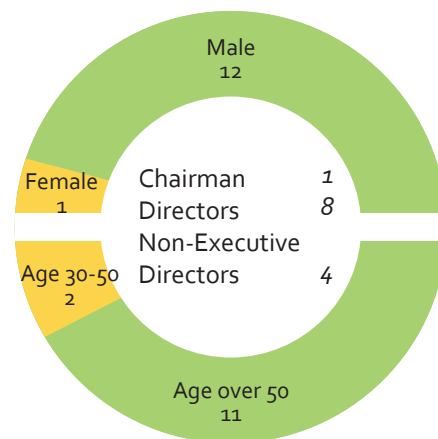 Male
12
Female
1
Chairman 1
Directors 8
Non-Executive
Directors 4
Age 30-50
2
Age over 50
11